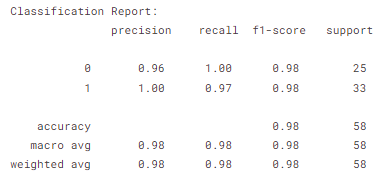 Classification Report:
precision recall f1-score support
0 0.96 1.00 0.98 25
1 1.00 0.97 0.98 33
accuracy 0.98 58
macro avg 0.98 0.98 0.98 58
weighted avg 0.98 0.98 0.98 58